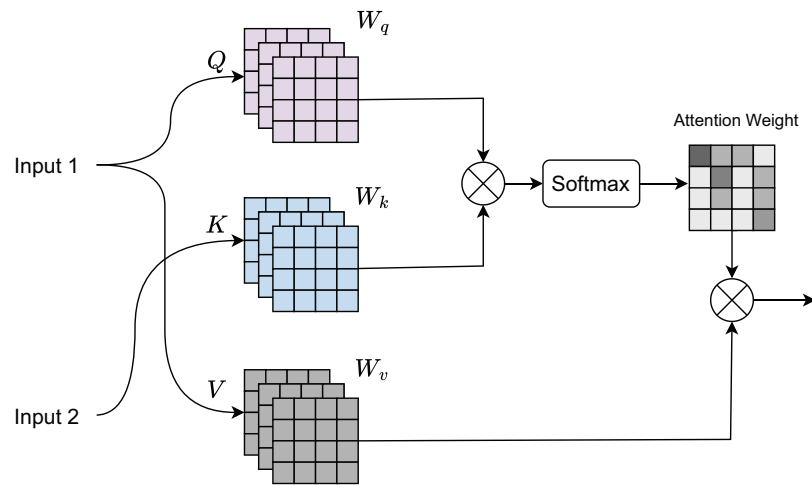 W_q
Q
Attention Weight
Input 1
Softmax
W_k
K
W_v
V
Input 2